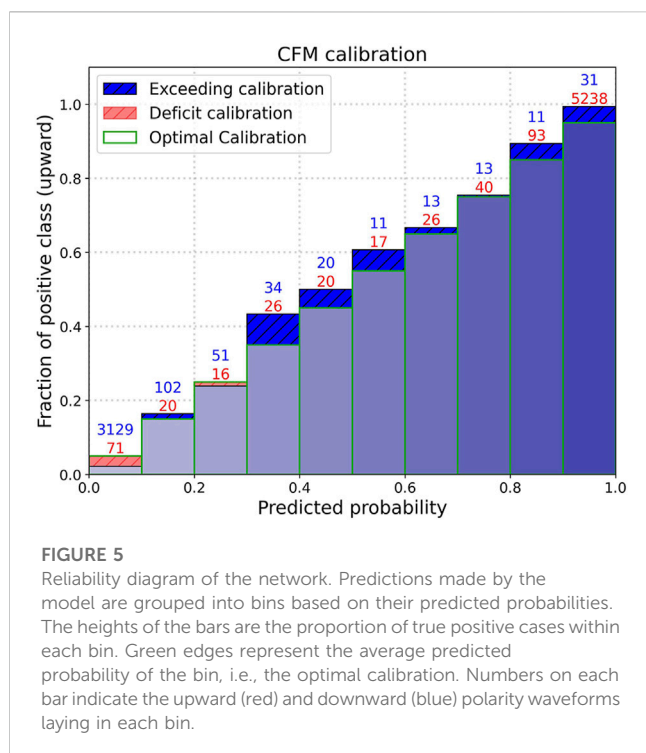 CFM calibration
Exceeding calibration
Deficit calibration
Optimal Calibration
Fraction of positive class (upward)
1.0
0.8
0.6
0.4
0.2
0.0
3129
71
102
20
51
16
34
26
20
20
11
17
13
26
13
40
11
93
31
5238
0.0 0.2 0.4 0.6 0.8 1.0
Predicted probability
FIGURE 5
Reliability diagram of the network. Predictions made by the
model are grouped into bins based on their predicted probabilities.
The heights of the bars are the proportion of true positive cases within
each bin. Green edges represent the average predicted
probability of the bin, i.e., the optimal calibration. Numbers on each
bar indicate the upward (red) and downward (blue) polarity waveforms
laying in each bin.